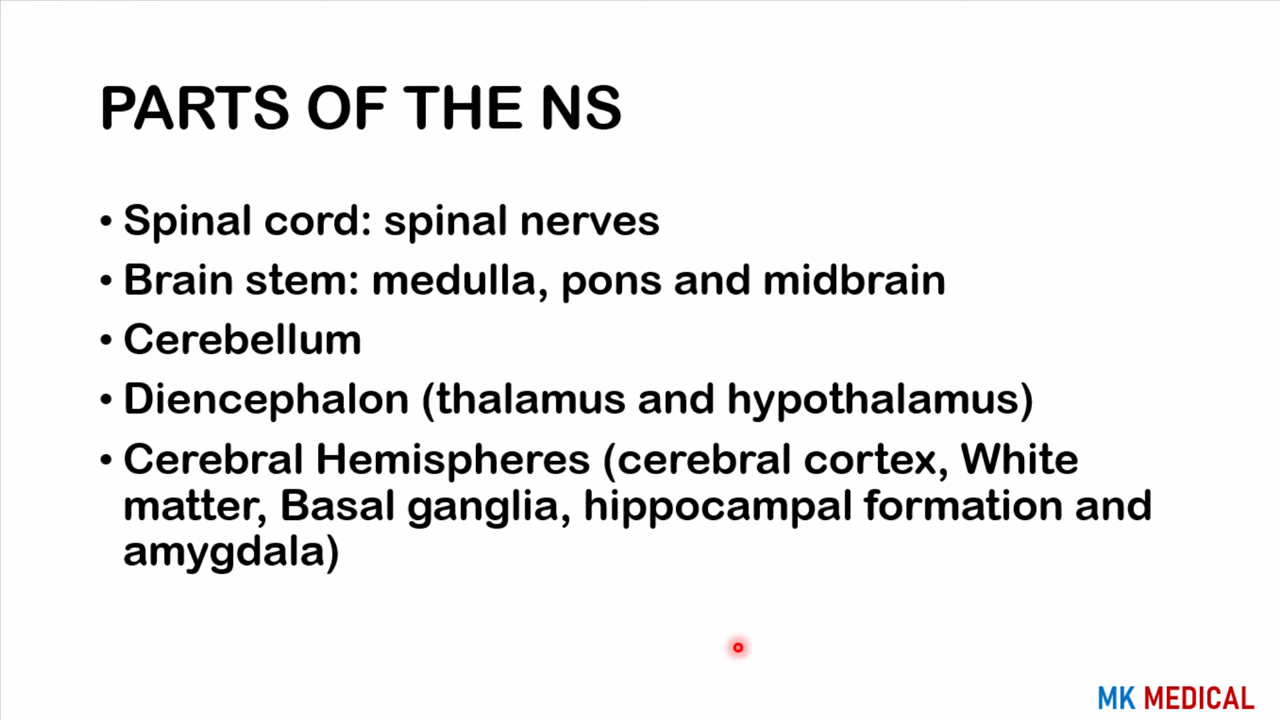 PARTS OF THE NS
• Spinal cord: spinal nerves
• Brain stem: medulla, pons and midbrain
• Cerebellum
• Diencephalon (thalamus and hypothalamus)
• Cerebral Hemispheres (cerebral cortex, White
matter, Basal ganglia, hippocampal formation and
amygdala)
MK MEDICAL